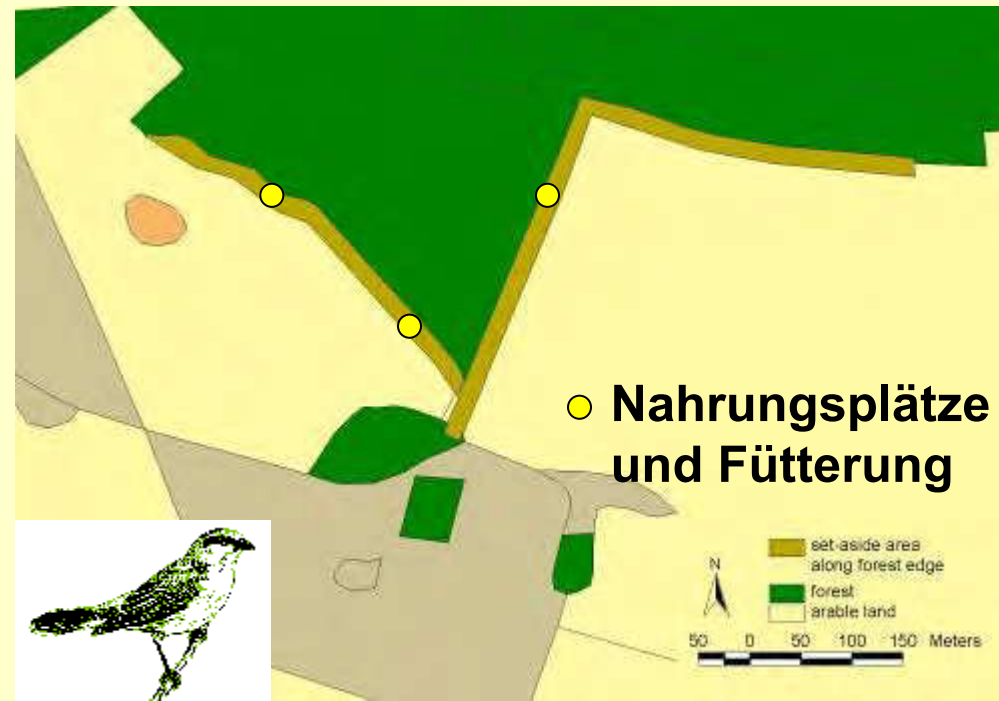 Nahrungsplätze
und Fütterung
set-aside area
along forest edge
forest
arable land
N
50 0 50 100 150 Meters